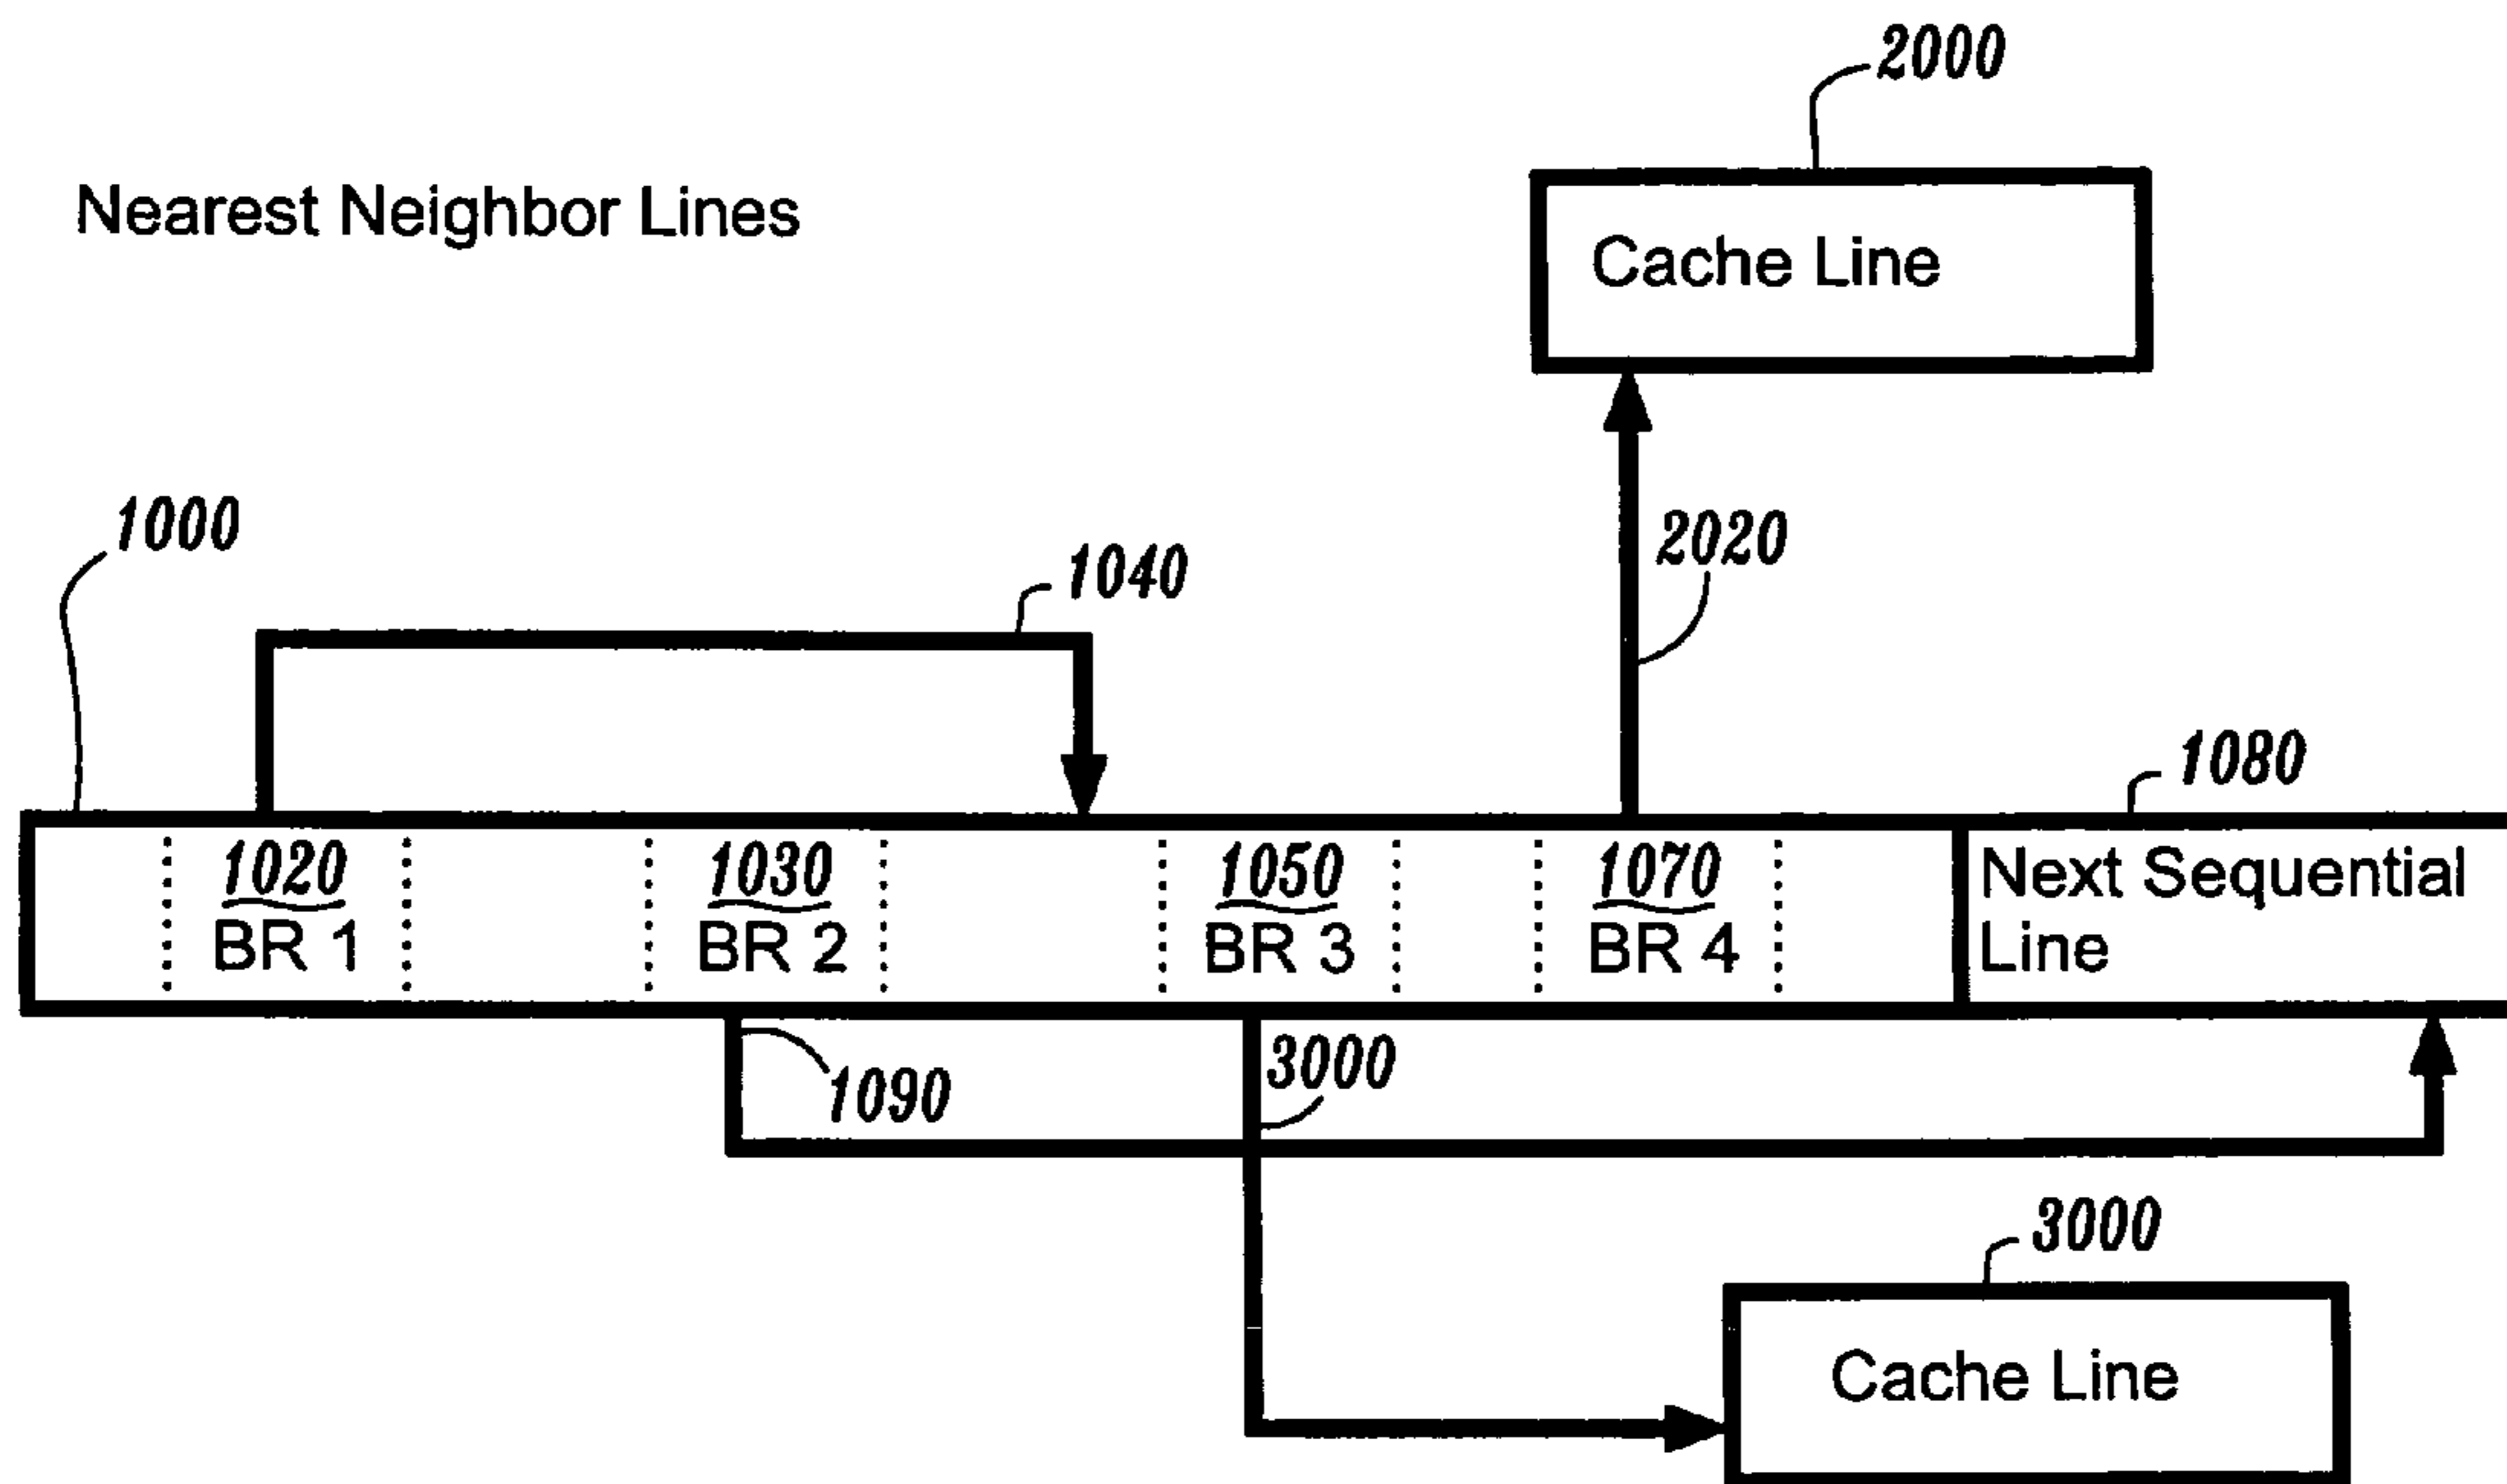 2000
Nearest Neighbor Lines
Cache Line
1000
2020
1040
1080
1020
BR 1
1030
BR 2
1050
BR 3
1070
BR 4
Next Sequential
Line
1090
3000
3000
Cache Line